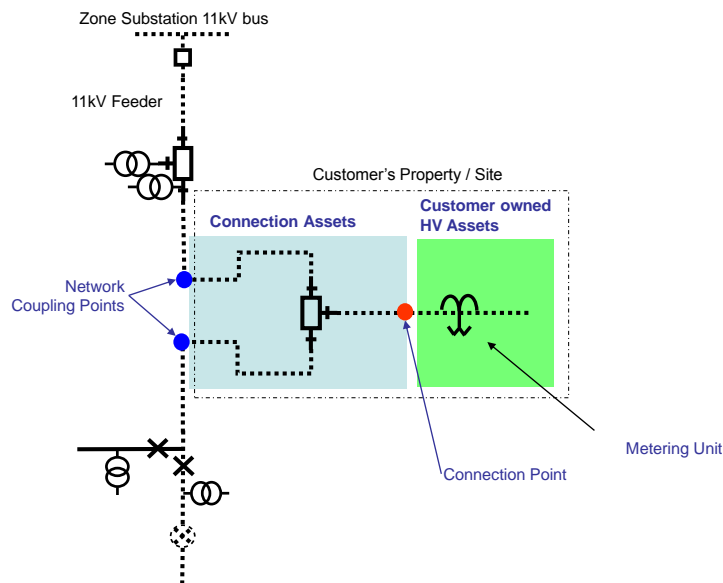 Zone Substation 11kV bus
11kV Feeder
Customer's Property / Site
Connection Assets
Customer owned
HV Assets
Network
Coupling Points
Metering Unit
Connection Point